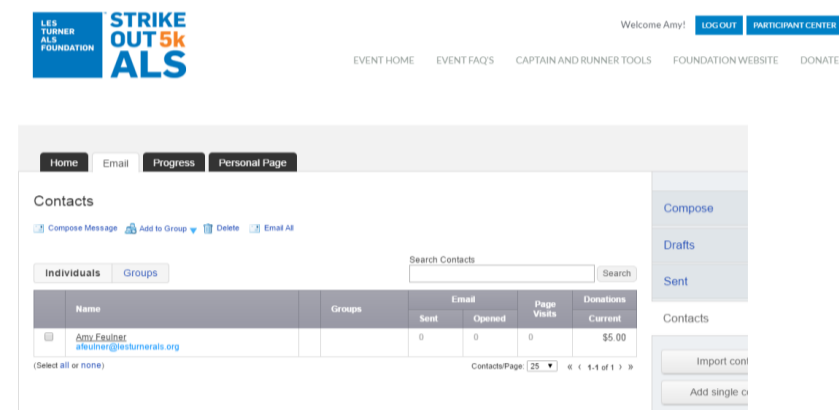 LES
TURNER
ALS
FOUNDATION
STRIKE
OUT 5k
ALS
Welcome Amy! LOG OUT PARTICIPANT CENTER
EVENT HOME EVENT FAQ'S CAPTAIN AND RUNNER TOOLS FOUNDATION WEBSITE DONATE
Home Email Progress Personal Page
Contacts
Compose Message Add to Group Delete Email All
Search Contacts
Individuals Groups Search
Name Groups Email Page Visits Donations
Sent Opened Current
Amy Feulner 0 0 0 $5.00
afeulner@lesturnerals.org
(Select all or none) Contacts/Page: 25 « ‹ 1-1 of 1 › »
Compose
Drafts
Sent
Contacts
Import cont
Add single c